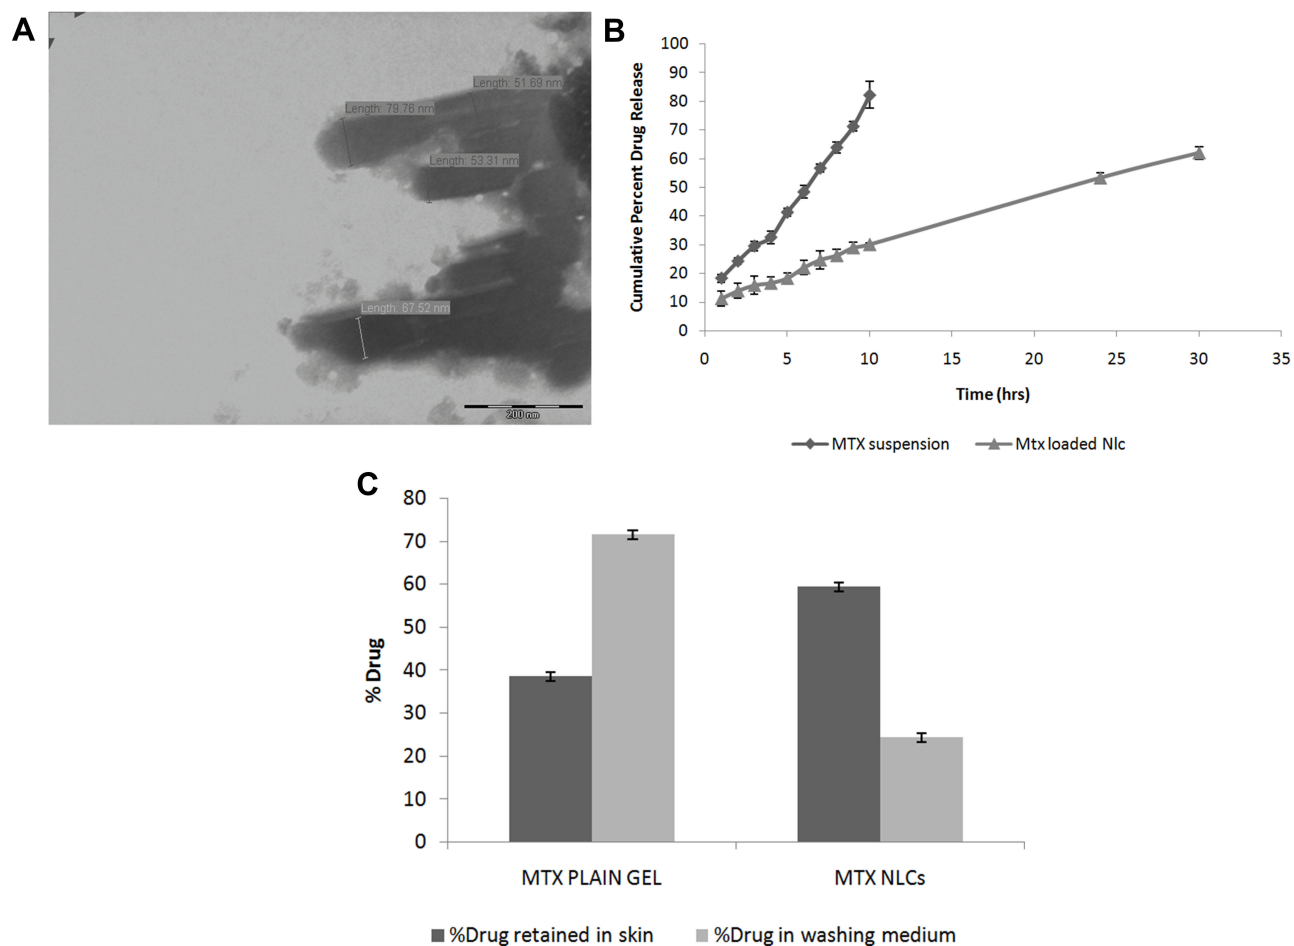 A
Length: 51.69 nm
Length: 79.76 nm
Length: 53.31 nm
Length: 67.52 nm
200 nm
B
Cumulative Percent Drug Release
100
90
80
70
60
50
40
30
20
10
0
0 5 10 15 20 25 30 35
Time (hrs)
MTX suspension Mtx loaded Nlc
C
% Drug
80
70
60
50
40
30
20
10
0
MTX PLAIN GEL MTX NLCs
%Drug retained in skin %Drug in washing medium